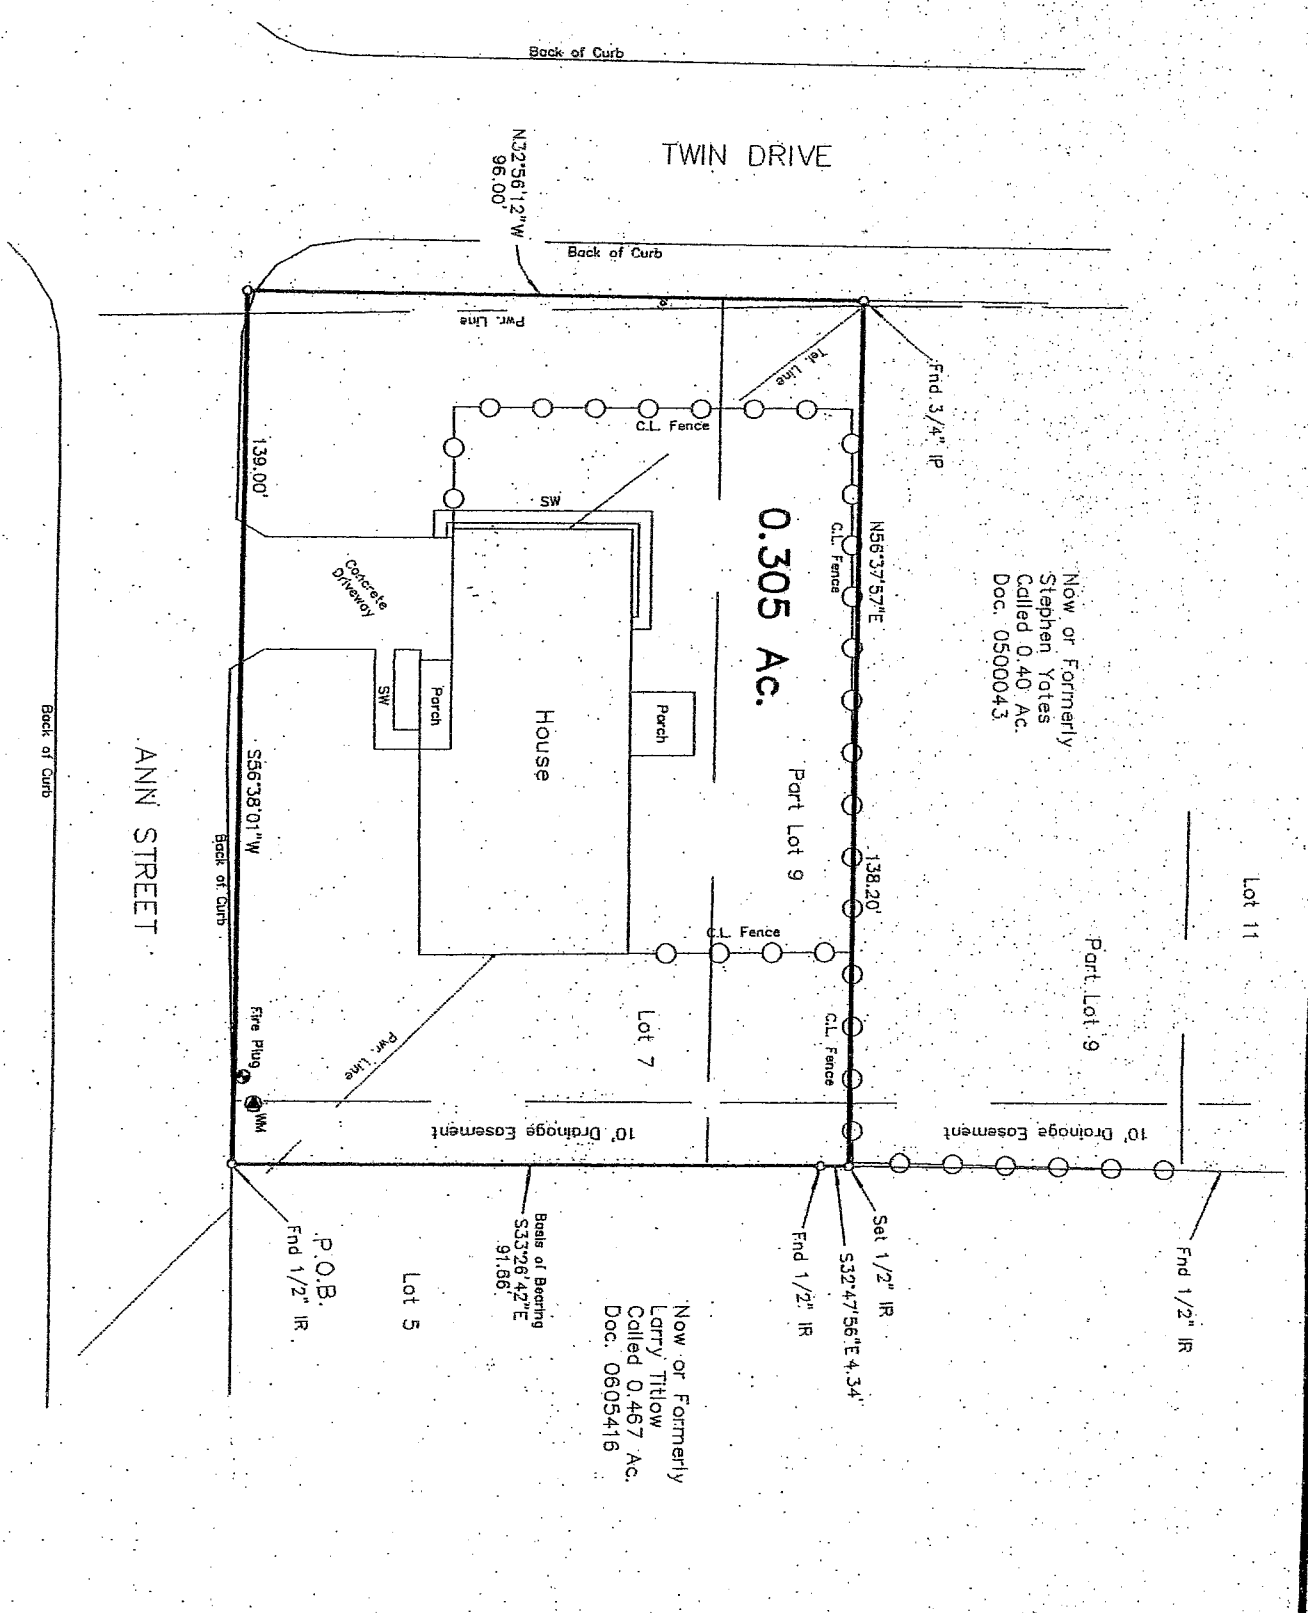 Back of Curb
TWIN DRIVE
N32°56'12"W
96.00'
Back of Curb
Pwr. Line
Tel. Line
Fnd 3/4" IP
C.L. Fence
139.00'
SW
0.305 Ac.
C.L. Fence
N56°37'57"E
Now or Formerly
Stephen Yates
Called 0.40 Ac.
Doc. 0500043
Concrete
Driveway
SW
Porch
House
Porch
Part Lot 9
138.20'
Lot 11
Part Lot 9
Back of Curb
ANN STREET
S56°38'01"W
Back of Curb
C.L. Fence
Fire Plug
WM
Pwr. Line
Lot 7
C.L. Fence
10' Drainage Easement
10' Drainage Easement
P.O.B.
Fnd 1/2" IR
Lot 5
Basis of Bearing
S33°26'42"E
91.66'
Fnd 1/2" IR
S32°47'56"E 4.34'
Set 1/2" IR
Fnd 1/2" IR
Now or Formerly
Larry Titlow
Called 0.467 Ac.
Doc. 0605416